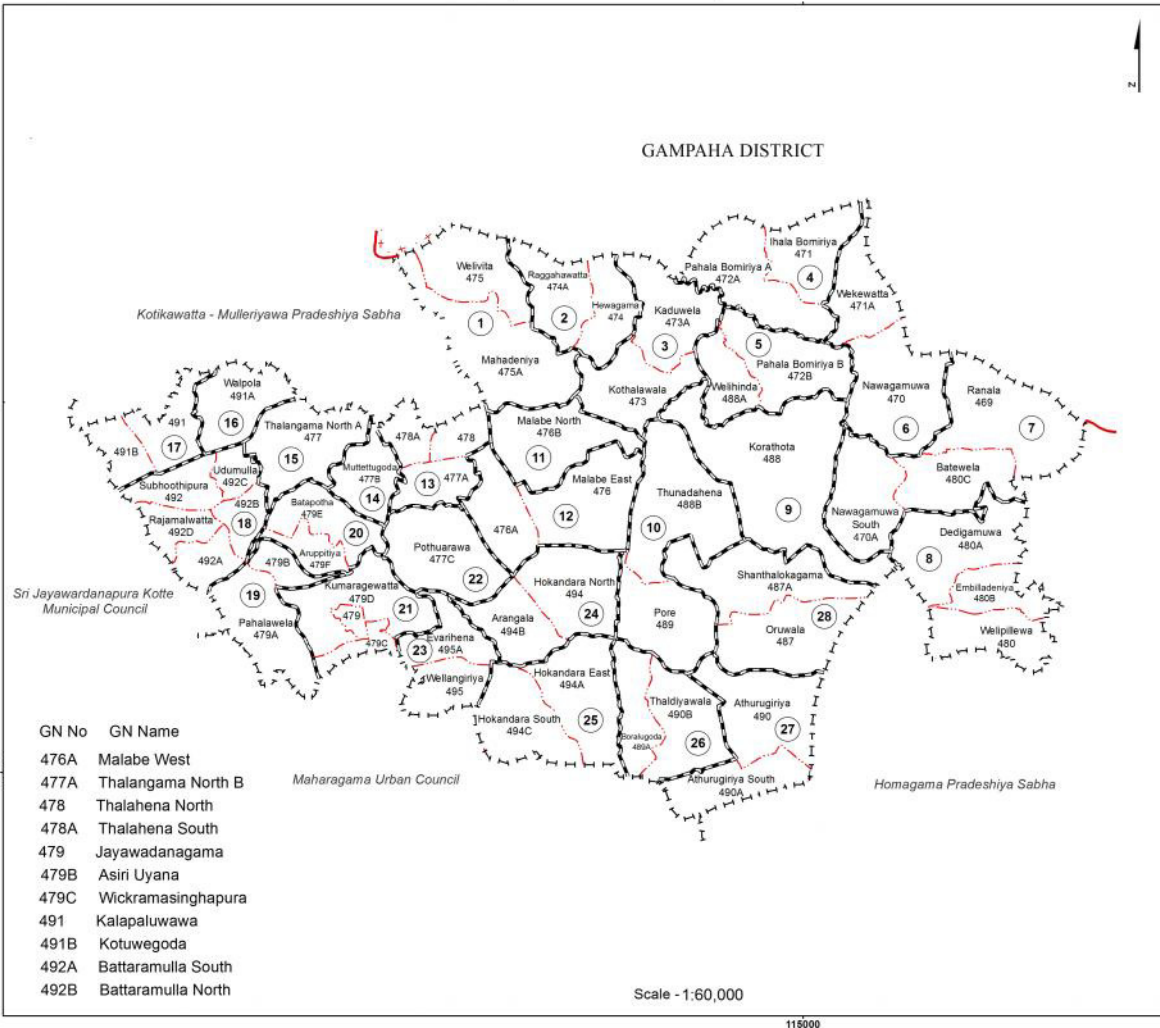 N
GAMPAHA DISTRICT
Ihala Bomiriya
471
4
Pahala Bomiriya A
472A
Wekewatta
471A
Welivita
475
Raggahawatta
474A
Hewagama
474
Kaduwela
473A
Kotikawatta - Mulleriyawa Pradeshiya Sabha
1
2
3
5
Mahadeniya
475A
Pahala Bomiriya B
472B
Kothalawala
473
Welihinda
488A
Nawagamuwa
470
Ranala
469
6
7
Walpola
491A
16
491
17
491B
Thalangama North A
477
15
478A
478
Malabe North
476B
11
Korathota
488
Batewela
480C
Udumulla
492C
Subhoothipura
492
Muttettugoda
477B
14
13
477A
Malabe East
476
Thunadahena
488B
Batapotha
479E
492B
18
Rajamalwatta
492D
20
476A
12
10
9
Nawagamuwa
South
470A
Dedigamuwa
480A
8
492A
479B
Aruppitiya
479F
Pothuarawa
477C
22
Hokandara North
494
24
Shanthalokagama
487A
Embilladeniya
480B
Sri Jayawardanapura Kotte
Municipal Council
19
Kumaragewatta
479D
21
479
Pahalawela
479A
479C
Arangala
494B
Pore
489
28
Oruwala
487
Welipillewa
480
23
Evarihena
495A
Wellangiriya
495
Hokandara East
494A
Hokandara South
494C
25
Thaldiyawala
490B
Boralugoda
489A
26
Athurugiriya
490
27
Athurugiriya South
490A
Maharagama Urban Council
Homagama Pradeshiya Sabha
GN No GN Name
476A Malabe West
477A Thalangama North B
478 Thalahena North
478A Thalahena South
479 Jayawadanagama
479B Asiri Uyana
479C Wickramasinghapura
491 Kalapaluwawa
491B Kotuwegoda
492A Battaramulla South
492B Battaramulla North
Scale - 1:60,000
115000